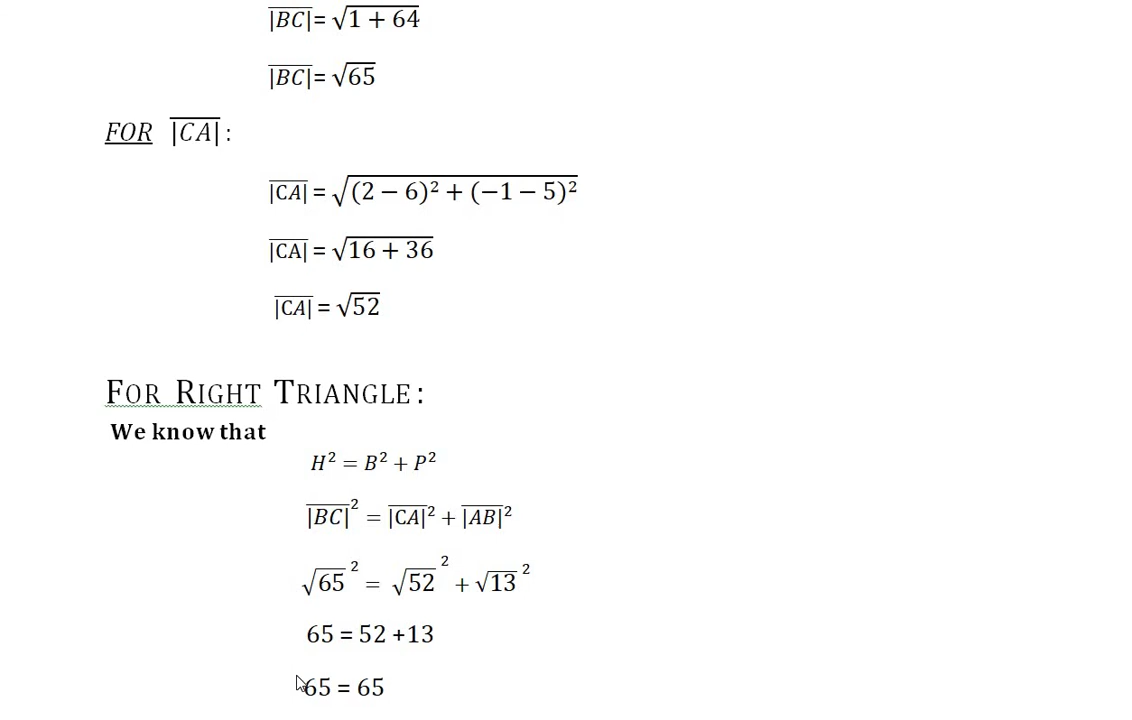 |BC|= √1 + 64
|BC|= √65
FOR |CA| :
|CA| = √(2 − 6)² + (−1 − 5)²
|CA| = √16 + 36
|CA| = √52
FOR RIGHT TRIANGLE:
We know that
H² = B² + P²
|BC|² = |CA|² + |AB|²
√65² = √52² + √13²
65 = 52 +13
65 = 65